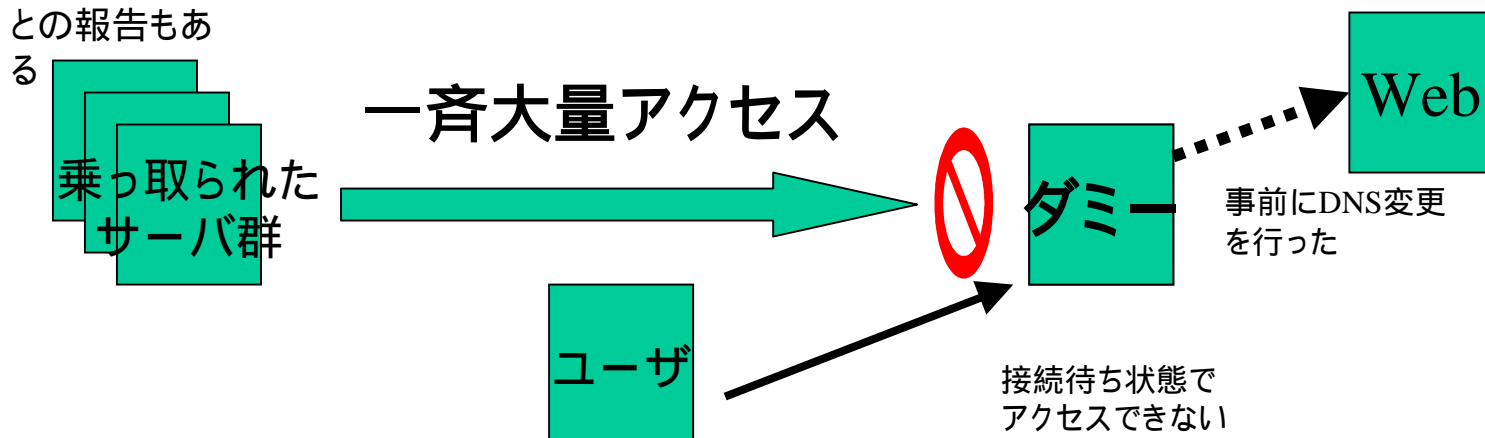 との報告もあ
る
一斉大量アクセス
Web
乗っ取られた
サーバ群
ダミー
事前にDNS変更
を行った
ユーザ
接続待ち状態で
アクセスできない